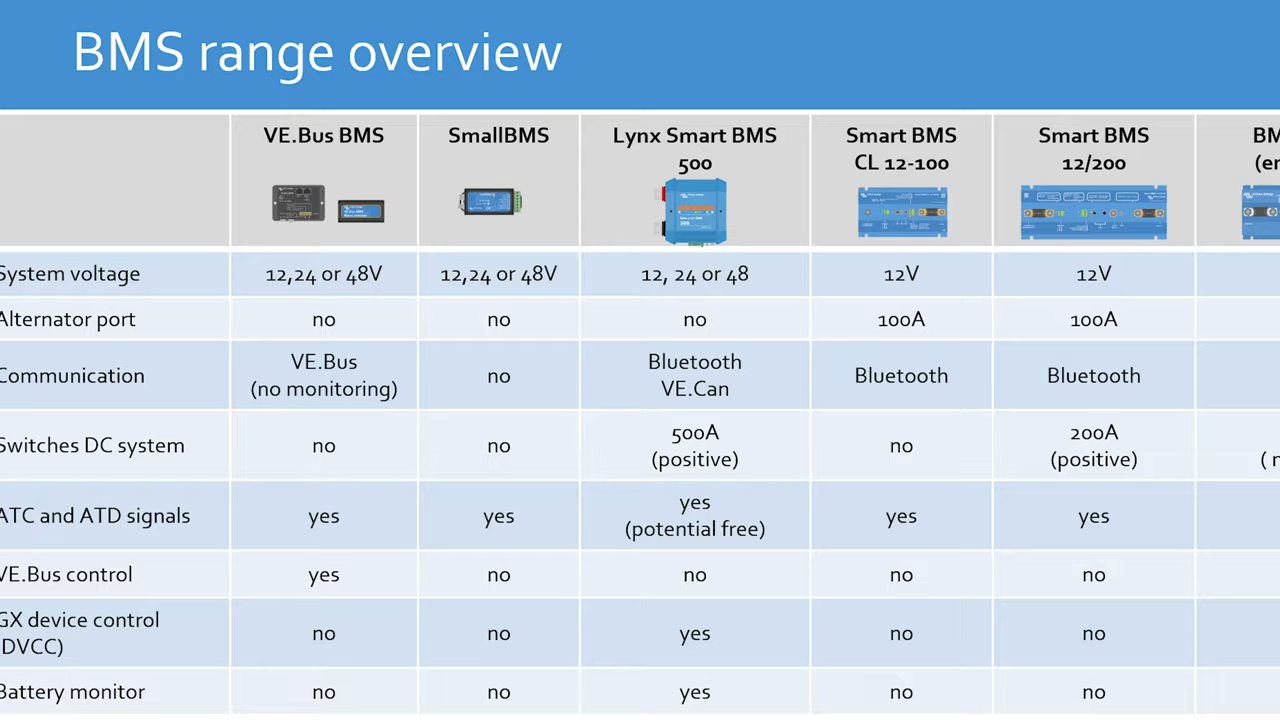 BMS range overview
VE.Bus BMS SmallBMS Lynx Smart BMS Smart BMS Smart BMS BM
500 CL 12-100 12/200 (er
System voltage 12,24 or 48V 12,24 or 48V 12, 24 or 48 12V 12V
Alternator port no no no 100A 100A
VE.Bus Bluetooth
Communication no Bluetooth Bluetooth
(no monitoring) VE.Can
500A 200A
Switches DC system no no no
(positive) (positive) (
yes
ATC and ATD signals yes yes yes yes
(potential free)
VE.Bus control yes no no no no
GX device control
no no yes no no
(DVCC)
Battery monitor no no yes no no